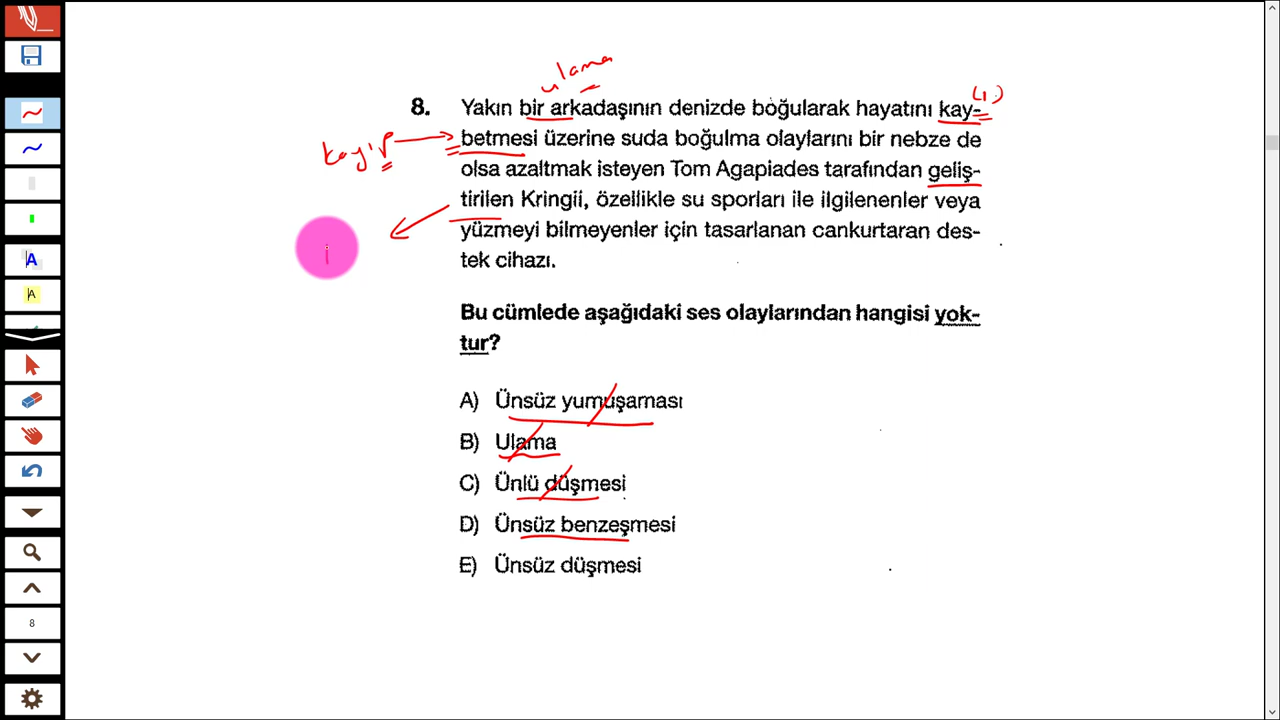 ulama
8. Yakın bir arkadaşının denizde boğularak hayatını kay- (ı)
kayıp betmesi üzerine suda boğulma olaylarını bir nebze de
olsa azaltmak isteyen Tom Agapiades tarafından geliş-
tirilen Kringii, özellikle su sporları ile ilgilenenler veya
yüzmeyi bilmeyenler için tasarlanan cankurtaran des-
tek cihazı.
Bu cümlede aşağıdaki ses olaylarından hangisi yok-
tur?
A) Ünsüz yumuşaması
B) Ulama
C) Ünlü düşmesi
D) Ünsüz benzeşmesi
E) Ünsüz düşmesi
A
A
8